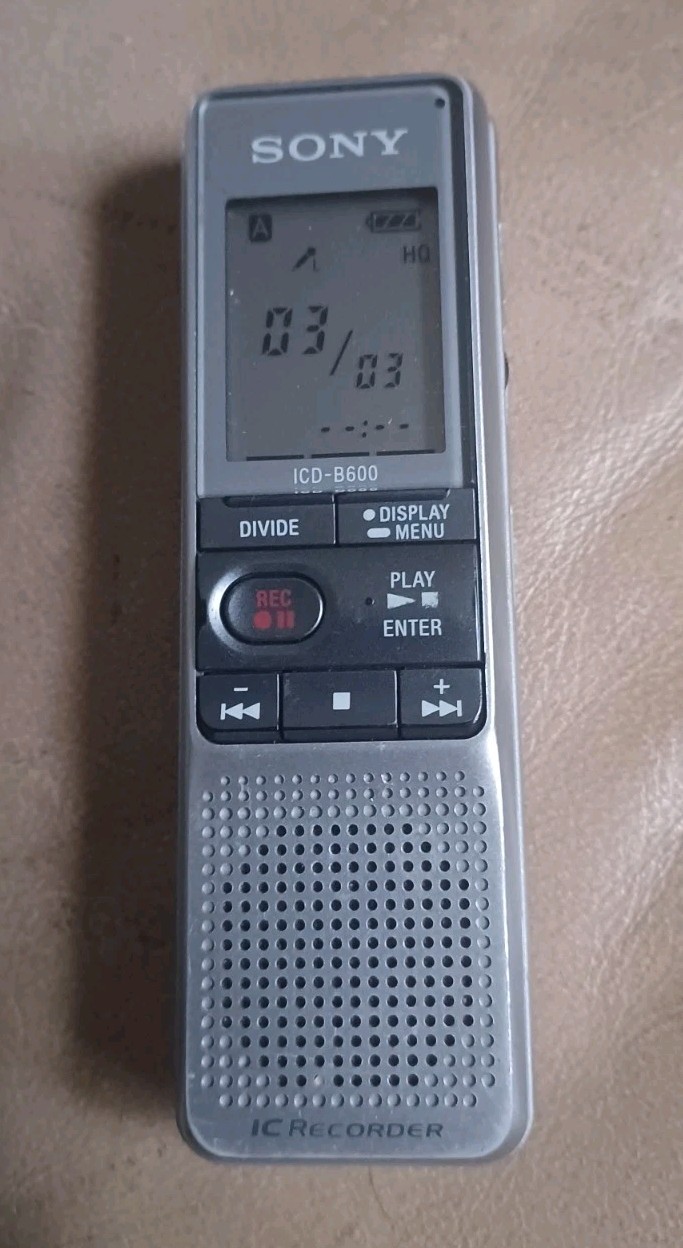 SONY
A
HQ
03/03
--:--
ICD-B600
DIVIDE
DISPLAY
MENU
REC
PLAY
ENTER
- +
IC RECORDER